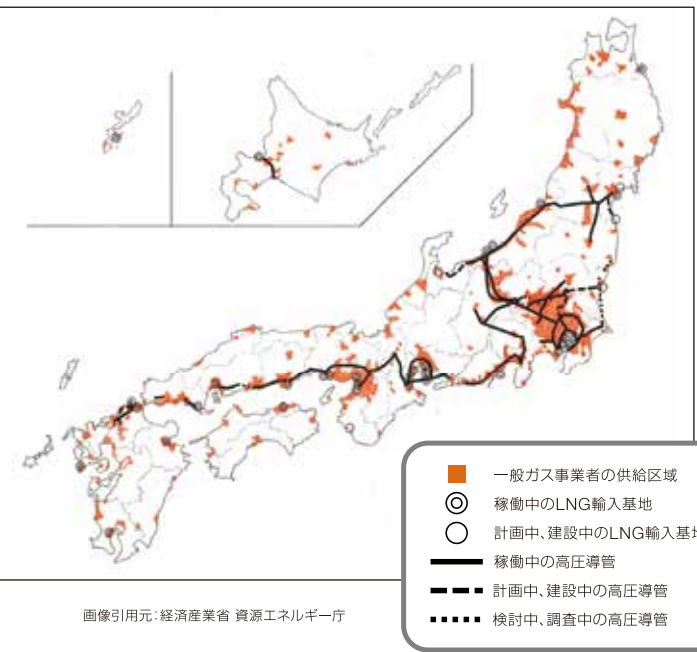 一般ガス事業者の供給区域
稼働中のLNG輸入基地
計画中、建設中のLNG輸入基地
稼働中の高圧導管
計画中、建設中の高圧導管
検討中、調査中の高圧導管
画像引用元:経済産業省 資源エネルギー庁